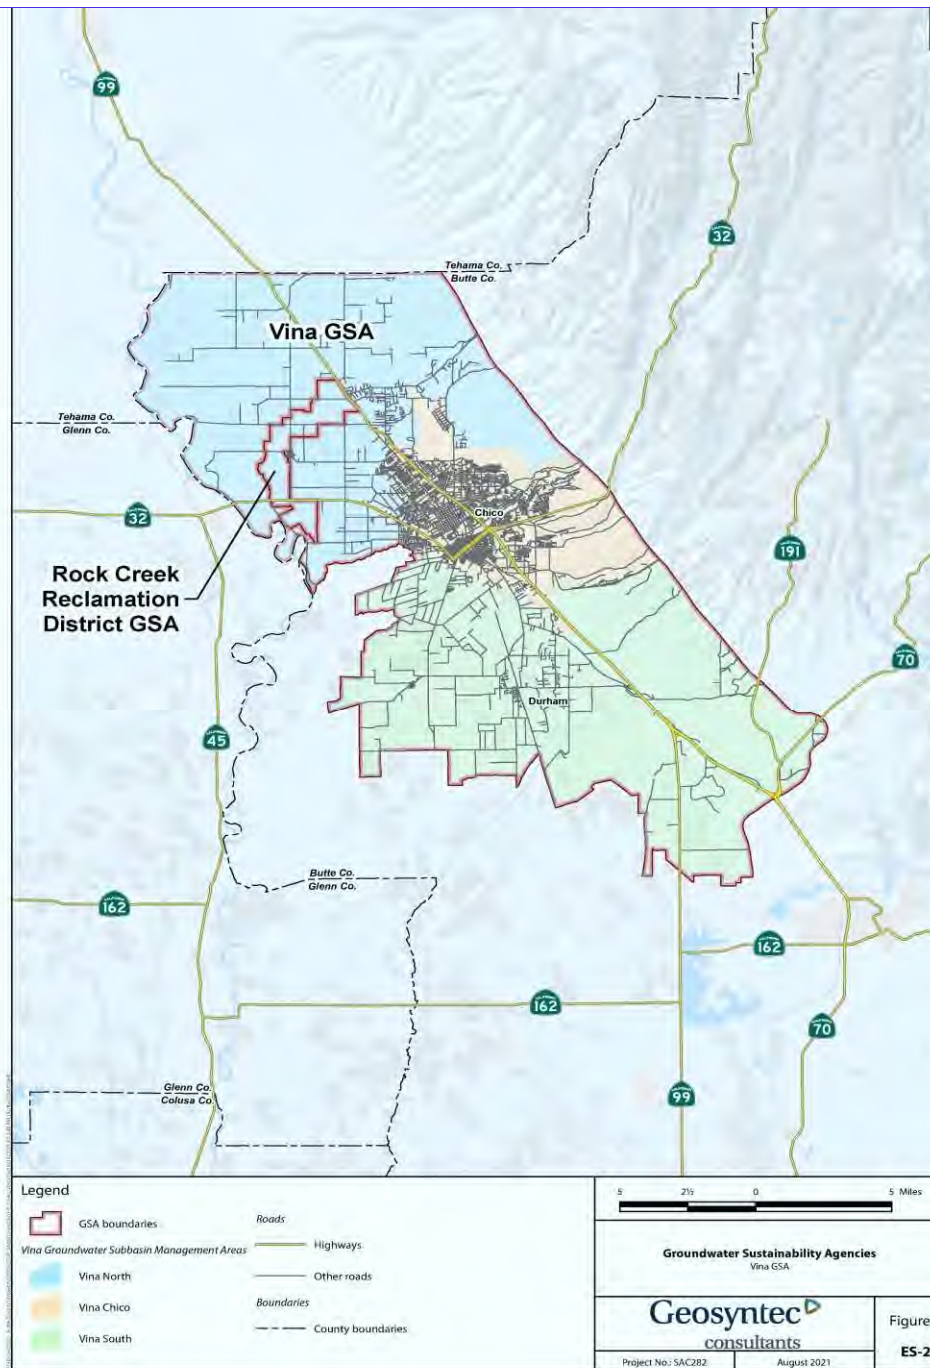 99
32
Tehama Co.
Butte Co.
Vina GSA
Tehama Co.
Glenn Co.
32
Chico
191
Rock Creek
Reclamation
District GSA
70
Durham
45
Butte Co.
Glenn Co.
162
162
162
70
Glenn Co.
Colusa Co.
99
Legend
GSA boundaries
Vina Groundwater Subbasin Management Areas
Vina North
Vina Chico
Vina South
Roads
Highways
Other roads
Boundaries
County boundaries
5 2½ 0 5 Miles
Groundwater Sustainability Agencies
Vina GSA
Geosyntec
consultants
Project No.: SAC282 August 2021
Figure
ES-2